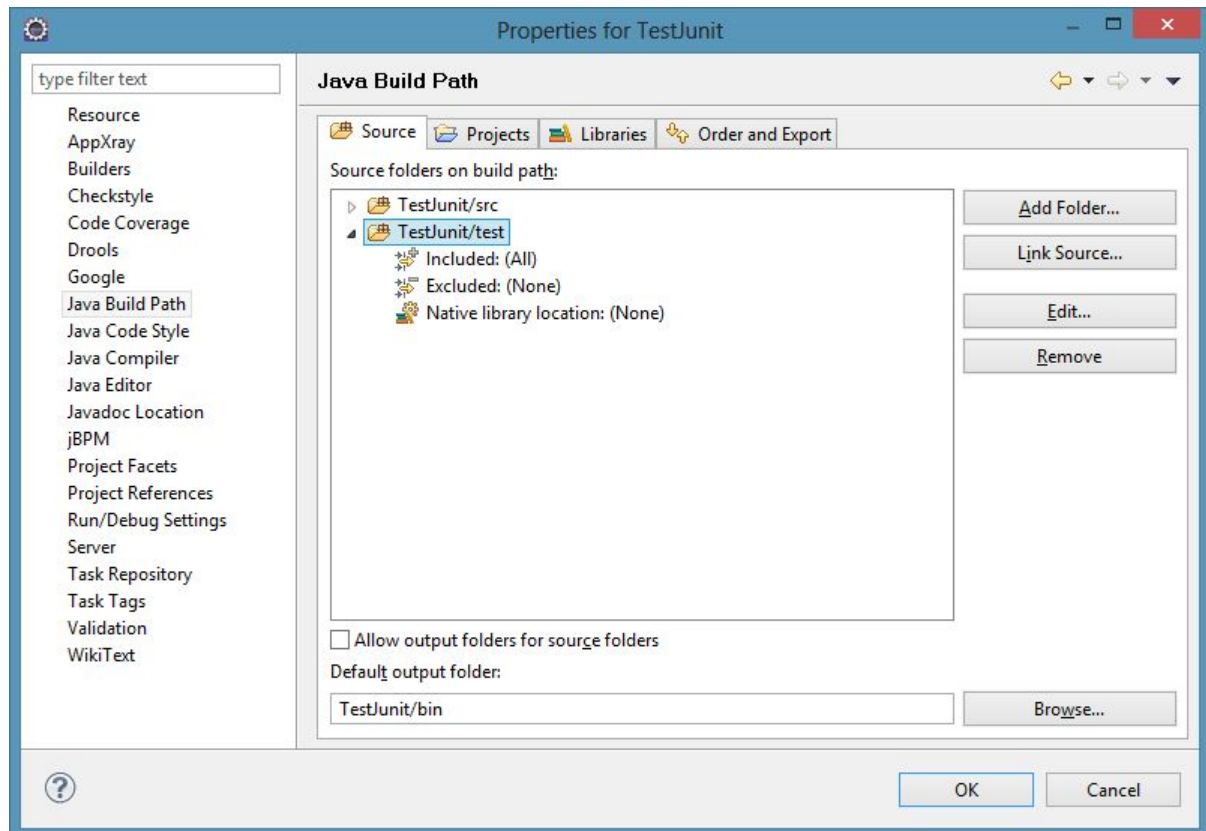 Properties for TestJunit
type filter text
Resource
AppXray
Builders
Checkstyle
Code Coverage
Drools
Google
Java Build Path
Java Code Style
Java Compiler
Java Editor
Javadoc Location
jBPM
Project Facets
Project References
Run/Debug Settings
Server
Task Repository
Task Tags
Validation
WikiText
Java Build Path
Source Projects Libraries Order and Export
Source folders on build path:
TestJunit/src
TestJunit/test
Included: (All)
Excluded: (None)
Native library location: (None)
Add Folder...
Link Source...
Edit...
Remove
Allow output folders for source folders
Default output folder:
TestJunit/bin
Browse...
OK Cancel